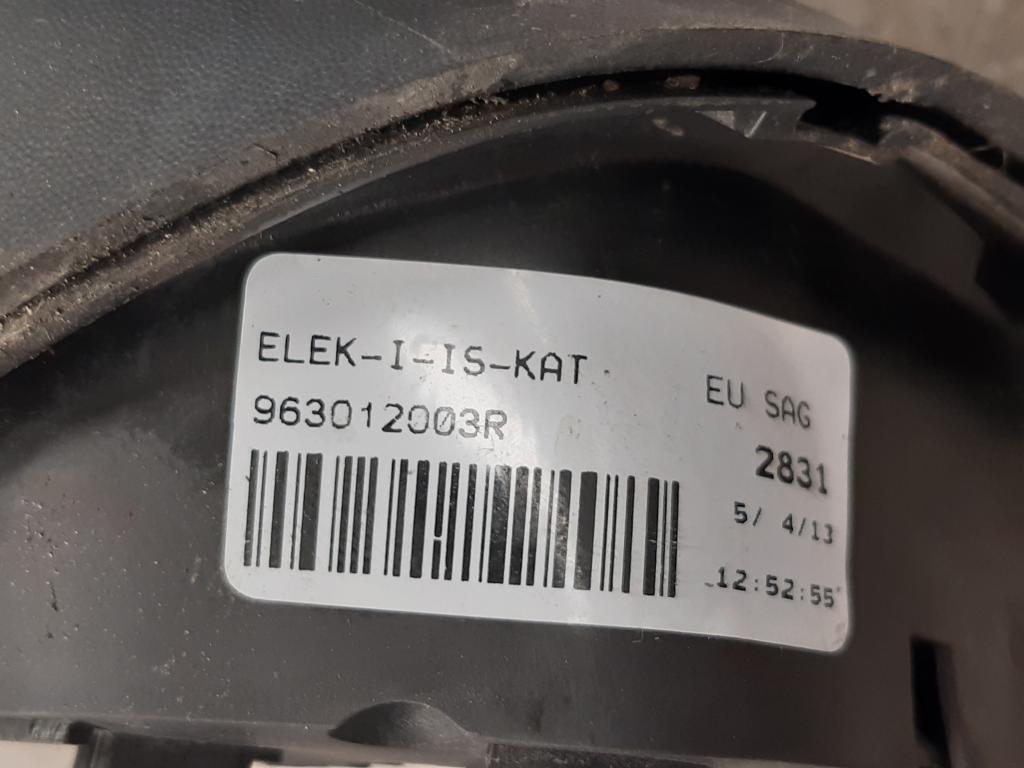 ELEK-I-IS-KAT
963012003R
EU SAG
2831
5/ 4/13
12:52:55